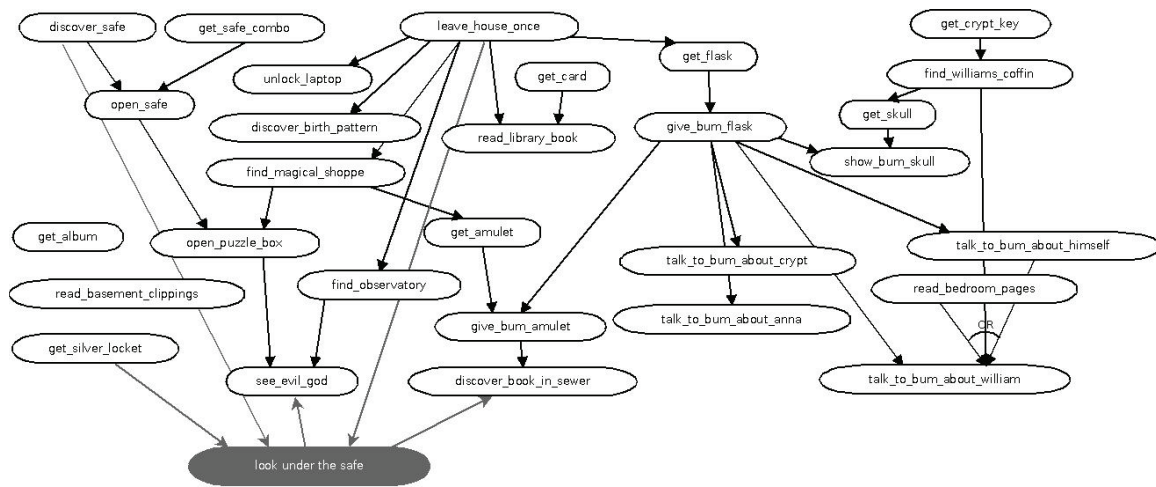 discover_safe
get_safe_combo
leave_house_once
get_crypt_key
get_flask
unlock_laptop
get_card
find_williams_coffin
open_safe
get_skull
discover_birth_pattern
read_library_book
give_bum_flask
show_bum_skull
find_magical_shoppe
get_album
open_puzzle_box
get_amulet
talk_to_bum_about_himself
talk_to_bum_about_crypt
read_basement_clippings
find_observatory
read_bedroom_pages
talk_to_bum_about_anna
give_bum_amulet
OR
get_silver_locket
see_evil_god
discover_book_in_sewer
talk_to_bum_about_william
look under the safe